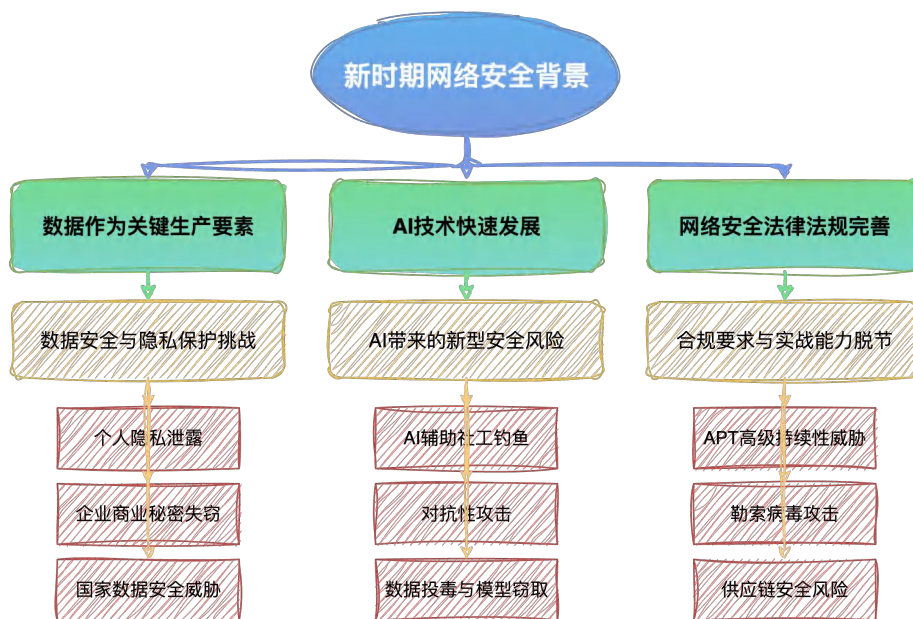 新时期网络安全背景
数据作为关键生产要素
AI技术快速发展
网络安全法律法规完善
数据安全与隐私保护挑战
AI带来的新型安全风险
合规要求与实战能力脱节
个人隐私泄露
AI辅助社工钓鱼
APT高级持续性威胁
企业商业秘密失窃
对抗性攻击
勒索病毒攻击
国家数据安全威胁
数据投毒与模型窃取
供应链安全风险